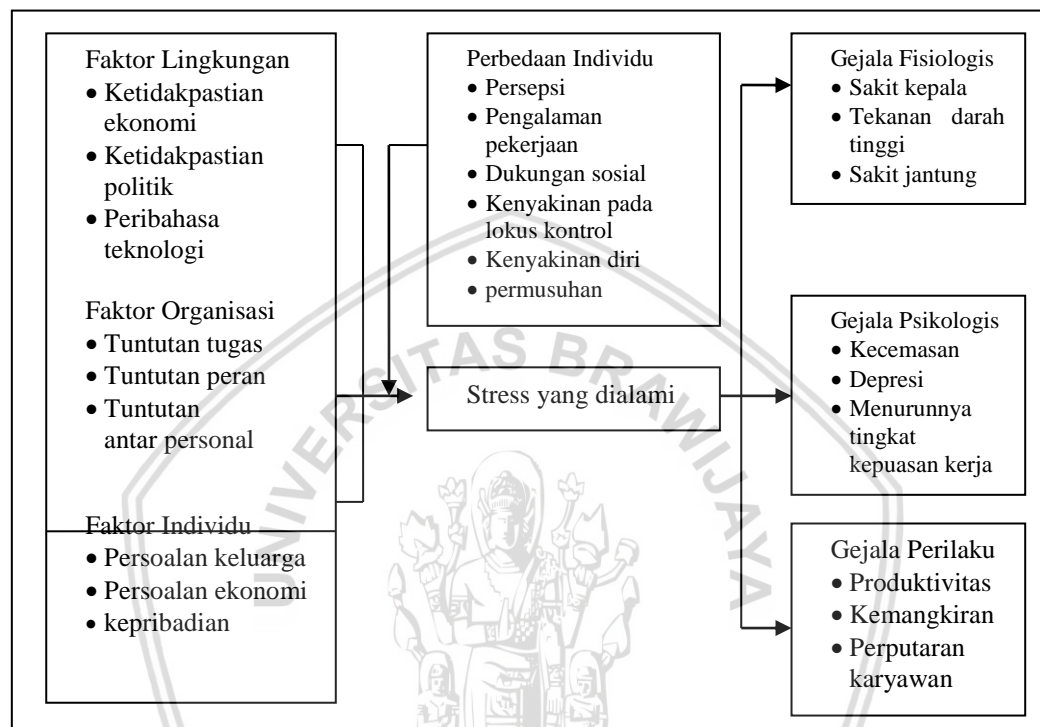 Faktor Lingkungan
• Ketidakpastian
ekonomi
• Ketidakpastian
politik
• Peribahasa
teknologi
Faktor Organisasi
• Tuntutan tugas
• Tuntutan peran
• Tuntutan
antar personal
Faktor Individu
• Persoalan keluarga
• Persoalan ekonomi
• kepribadian
Perbedaan Individu
• Persepsi
• Pengalaman
pekerjaan
• Dukungan sosial
• Kenyakinan pada
lokus kontrol
• Kenyakinan diri
• permusuhan
Stress yang dialami
Gejala Fisiologis
• Sakit kepala
• Tekanan darah
tinggi
• Sakit jantung
Gejala Psikologis
• Kecemasan
• Depresi
• Menurunnya
tingkat
kepuasan kerja
Gejala Perilaku
• Produktivitas
• Kemangkiran
• Perputaran
karyawan
UNIVERSITAS BRAWIJAYA